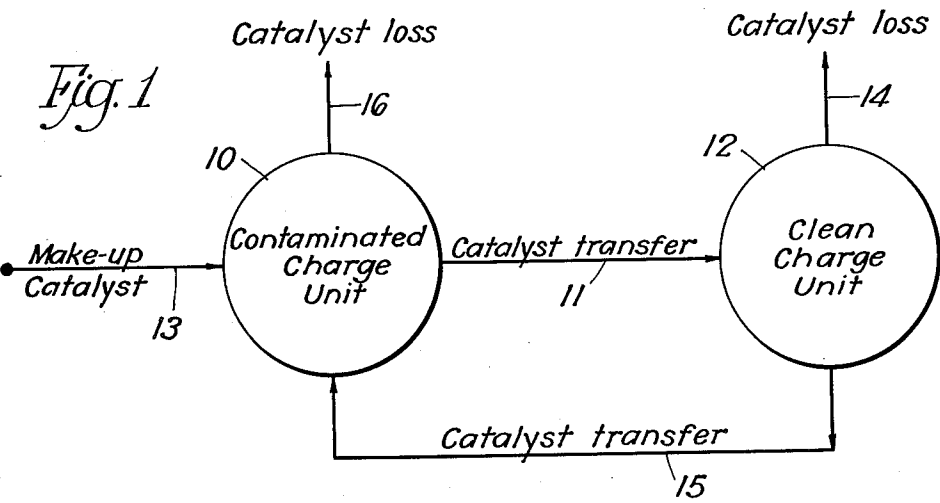 Fig. 1
Catalyst loss
16
Catalyst loss
14
10
12
Make-up
Catalyst
13
Contaminated
Charge
Unit
Catalyst transfer
11
Clean
Charge
Unit
Catalyst transfer
15